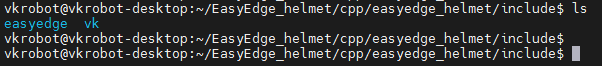 vkrobot@vkrobot-desktop:~/EasyEdge_helmet/cpp/easyedge_helmet/include$ ls
easyedge  vk
vkrobot@vkrobot-desktop:~/EasyEdge_helmet/cpp/easyedge_helmet/include$
vkrobot@vkrobot-desktop:~/EasyEdge_helmet/cpp/easyedge_helmet/include$